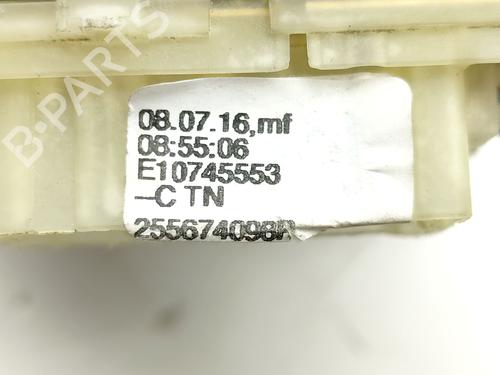 B-PARTS
08.07.16,mf
08:55:06
E10745553
-C TN
255674098R